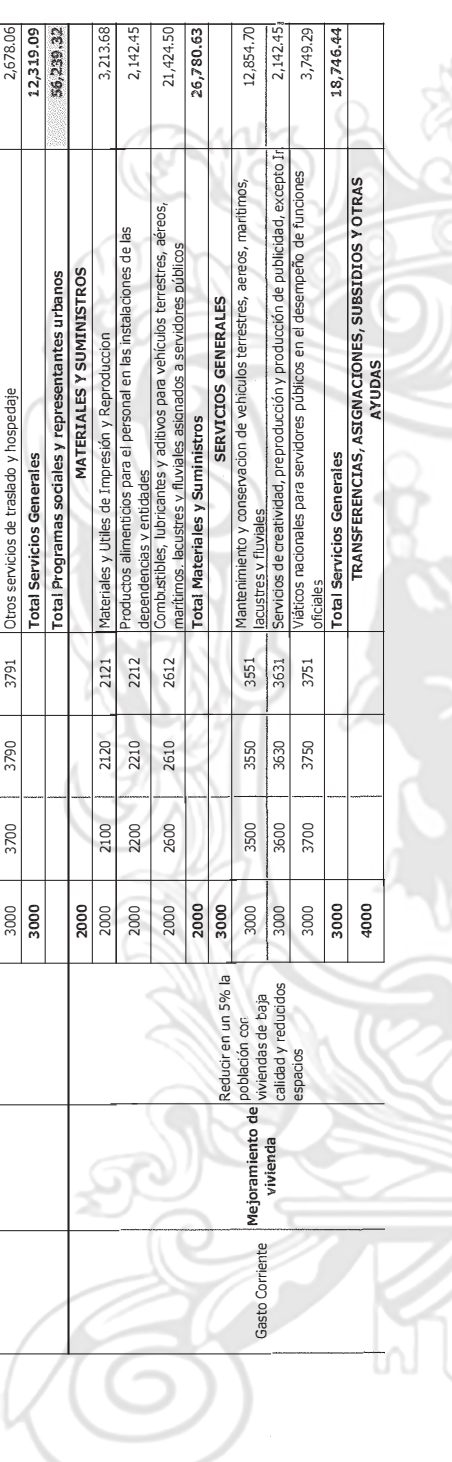 3000 3700 3790 3791 Otros servicios de traslado y hospedaje 2,678.06
3000 Total Servicios Generales 12,319.09
Total Programas sociales y representantes urbanos 56,239.32
2000 MATERIALES Y SUMINISTROS
2000 2100 2120 2121 Materiales y Utiles de Impresión y Reproduccion 3,213.68
2000 2200 2210 2212 Productos alimenticios para el personal en las instalaciones de las 2,142.45
dependencias y entidades
2000 2600 2610 2612 Combustibles, lubricantes y aditivos para vehículos terrestres, aéreos, 21,424.50
marítimos, lacustres y fluviales asionados a servidores públicos
2000 Total Materiales y Suministros 26,780.63
3000 SERVICIOS GENERALES
Gasto Corriente
Mejoramiento de
vivienda
Reducir en un 5% la
población con
viviendas de baja
calidad y reducidos
espacios
3000 3500 3550 3551 Mantenimiento y conservacion de vehiculos terrestres, aereos, maritimos, 12,854.70
lacustres y fluviales
3000 3600 3630 3631 Servicios de creatividad, preproducción y producción de publicidad, excepto Ir 2,142.45
3000 3700 3750 3751 Viáticos nacionales para servidores públicos en el desempeño de funciones 3,749.29
oficiales
3000 Total Servicios Generales 18,746.44
4000 TRANSFERENCIAS, ASIGNACIONES, SUBSIDIOS Y OTRAS
AYUDAS